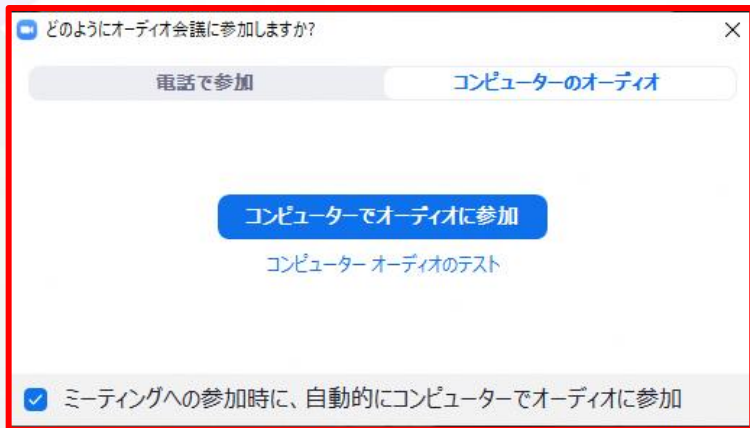 どのようにオーディオ会議に参加しますか?
電話で参加
コンピューターのオーディオ
コンピューターでオーディオに参加
コンピューター オーディオのテスト
ミーティングへの参加時に、自動的にコンピューターでオーディオに参加